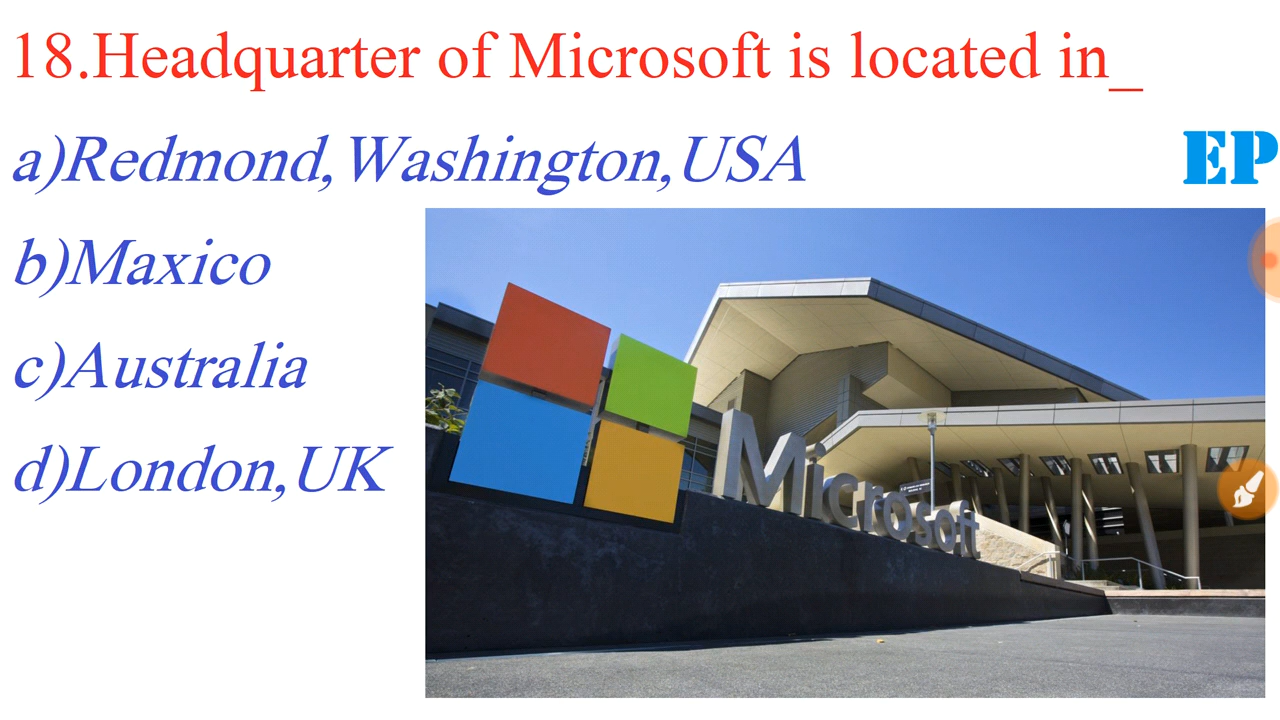 18.Headquarter of Microsoft is located in_
a)Redmond,Washington,USA
EP
b)Maxico
c)Australia
d)London,UK
Microsoft